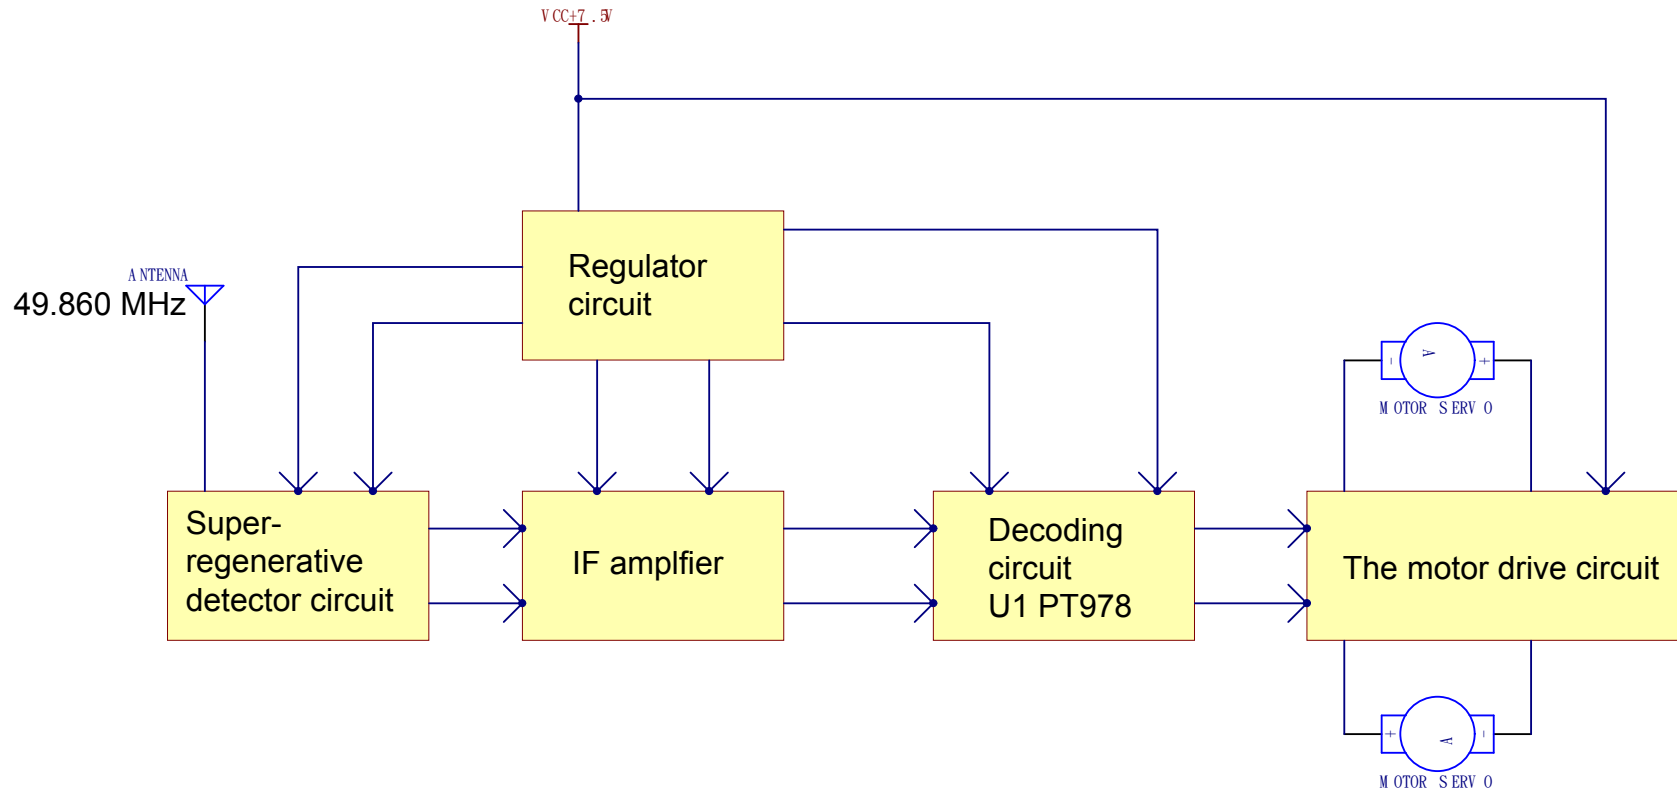 VCC+7.5V
Regulator
circuit
ANTENNA
49.860 MHz
- A +
MOTOR SERVO
Super-
regenerative
detector circuit
IF amplfier
Decoding
circuit
U1 PT978
The motor drive circuit
+ A -
MOTOR SERVO